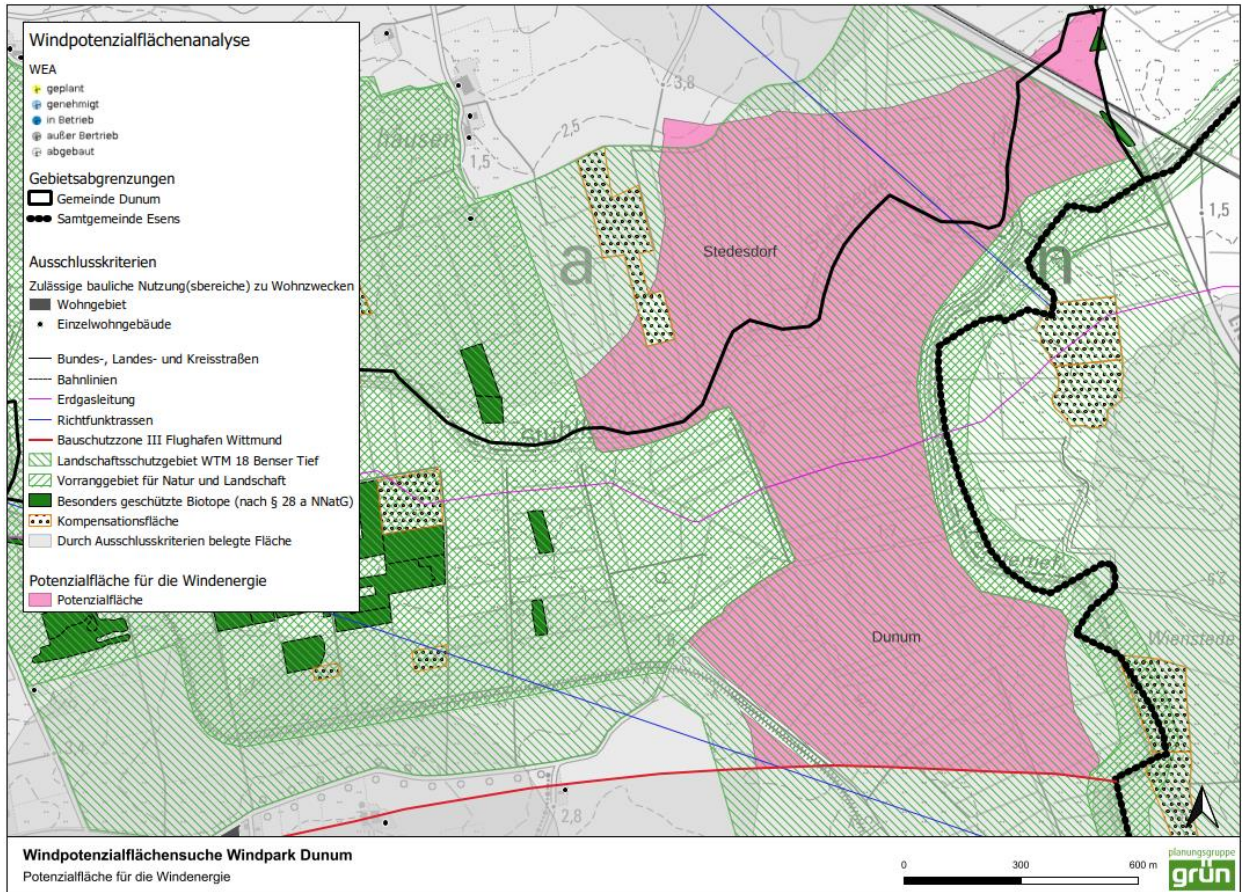 Windpotenzialflächenanalyse
WEA
geplant
genehmigt
in Betrieb
außer Bertrieb
abgebaut
Gebietsabgrenzungen
Gemeinde Dunum
Samtgemeinde Esens
Ausschlusskriterien
Zulässige bauliche Nutzung(sbereiche) zu Wohnzwecken
Wohngebiet
Einzelwohngebäude
Bundes-, Landes- und Kreisstraßen
Bahnlinien
Erdgasleitung
Richtfunktrassen
Bauschutzzone III Flughafen Wittmund
Landschaftsschutzgebiet WTM 18 Benser Tief
Vorranggebiet für Natur und Landschaft
Besonders geschützte Biotope (nach § 28 a NNatG)
Kompensationsfläche
Durch Ausschlusskriterien belegte Fläche
Potenzialfläche für die Windenergie
Potenzialfläche
3,8
2,5
1,5
1,5
a
n
Stedesdorf
Dunum
Wienstede
1,6
2,5
2,8
Windpotenzialflächensuche Windpark Dunum
Potenzialfläche für die Windenergie
0 300 600 m
planungsgruppe
grün